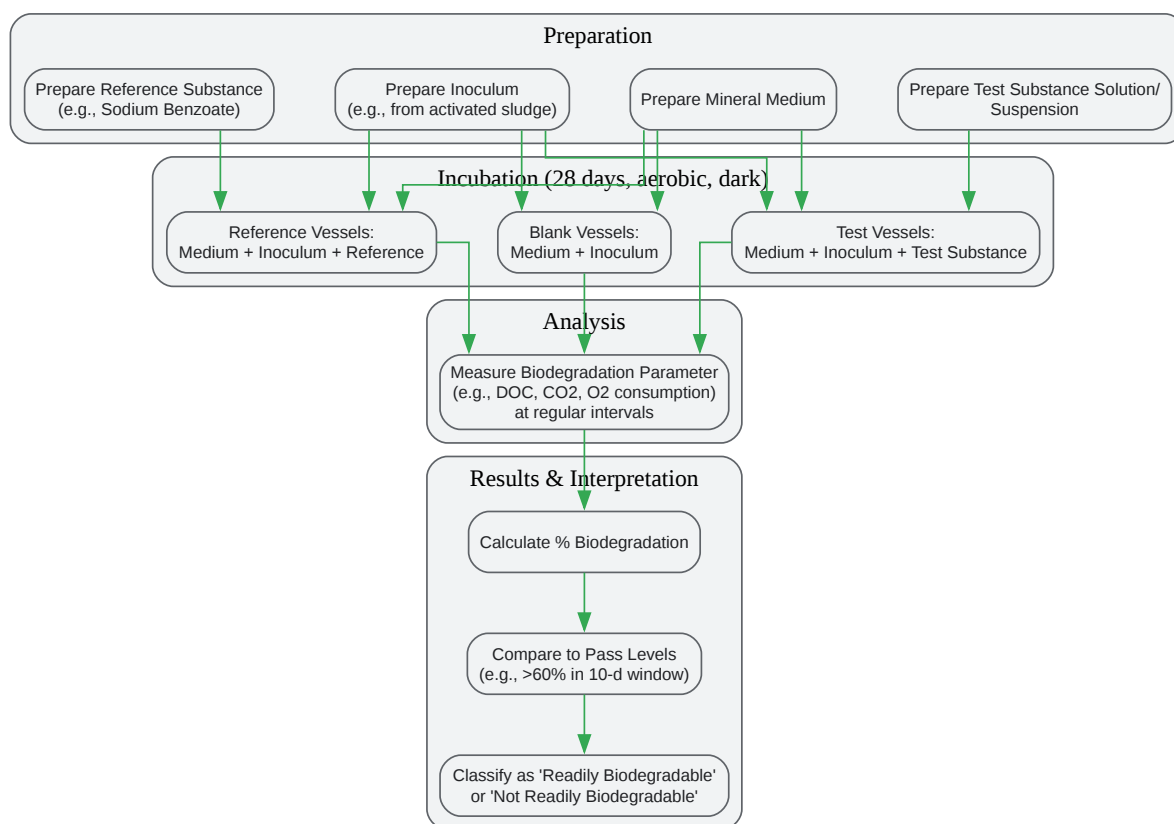 Preparation
Prepare Reference Substance
(e.g., Sodium Benzoate)
Prepare Inoculum
(e.g., from activated sludge)
Prepare Mineral Medium
Prepare Test Substance Solution/
Suspension
Incubation (28 days, aerobic, dark)
Reference Vessels:
Medium + Inoculum + Reference
Blank Vessels:
Medium + Inoculum
Test Vessels:
Medium + Inoculum + Test Substance
Analysis
Measure Biodegradation Parameter
(e.g., DOC, CO2, O2 consumption)
at regular intervals
Results & Interpretation
Calculate % Biodegradation
Compare to Pass Levels
(e.g., >60% in 10-d window)
Classify as 'Readily Biodegradable'
or 'Not Readily Biodegradable'